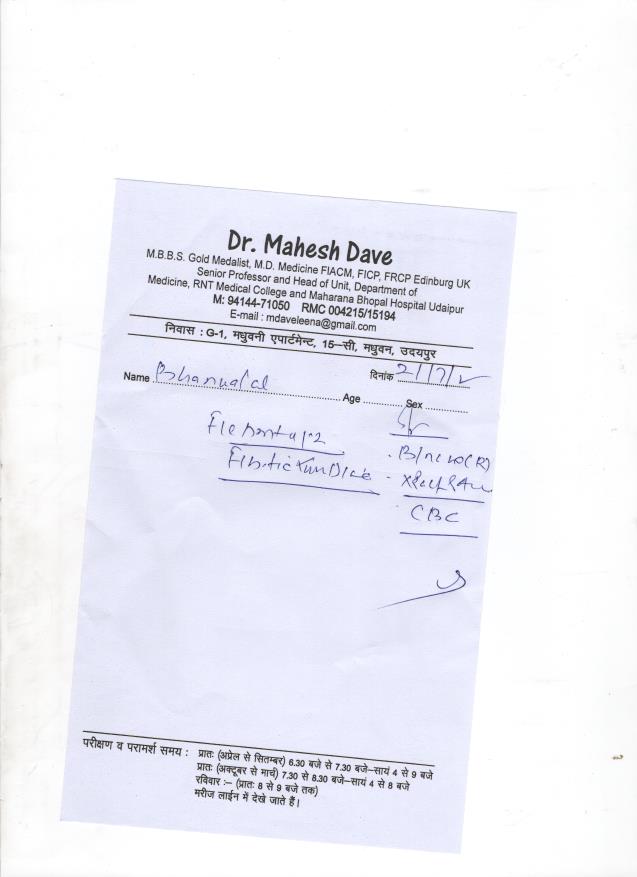 Dr. Mahesh Dave
M.B.B.S. Gold Medalist, M.D. Medicine FIACM, FICP, FRCP Edinburg UK
Senior Professor and Head of Unit, Department of
Medicine, RNT Medical College and Maharana Bhopal Hospital Udaipur
M: 94144-71050 RMC 004215/15194
E-mail : mdaveleena@gmail.com
निवास : G-1, मधुवनी एपार्टमेन्ट, 15–सी, मधुवन, उदयपुर
दिनांक
Name Bhanwarlal Age Sex
CBC
परीक्षण व परामर्श समय : प्रातः (अप्रेल से सितम्बर) 6.30 बजे से 7.30 बजे–सायं 4 से 9 बजे
प्रातः (अक्टूबर से मार्च) 7.30 से 8.30 बजे–सायं 4 से 8 बजे
रविवार :– (प्रातः 8 से 9 बजे तक)
मरीज लाईन में देखे जाते हैं।